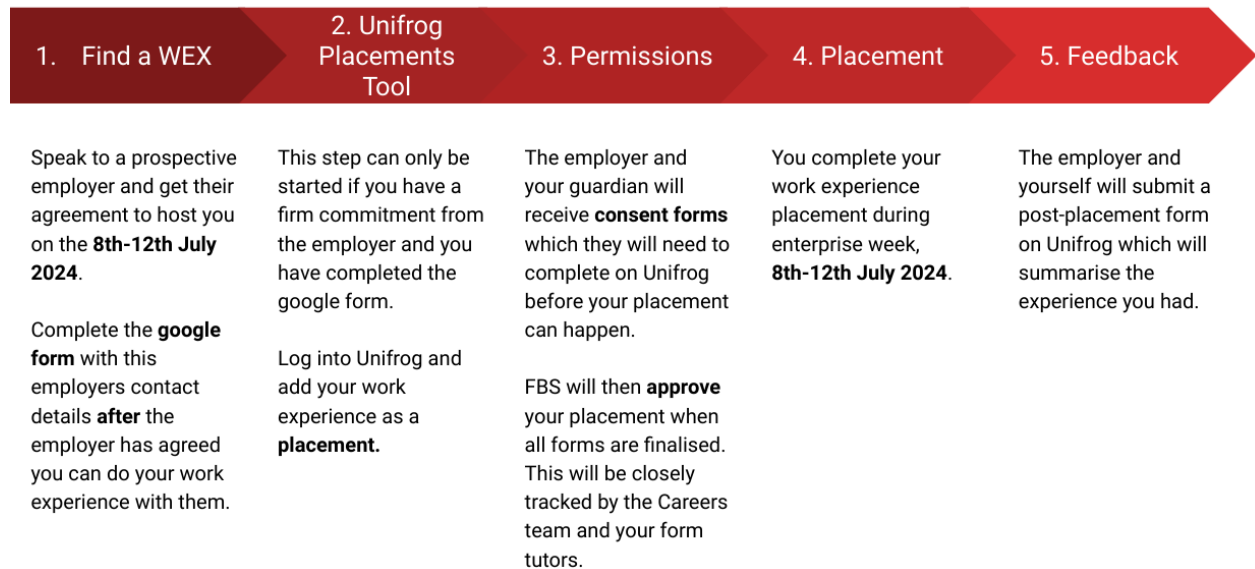 1. Find a WEX
2. Unifrog
Placements
Tool
3. Permissions
4. Placement
5. Feedback
Speak to a prospective
employer and get their
agreement to host you
on the 8th-12th July
2024.
Complete the google
form with this
employers contact
details after the
employer has agreed
you can do your work
experience with them.
This step can only be
started if you have a
firm commitment from
the employer and you
have completed the
google form.
Log into Unifrog and
add your work
experience as a
placement.
The employer and
your guardian will
receive consent forms
which they will need to
complete on Unifrog
before your placement
can happen.
FBS will then approve
your placement when
all forms are finalised.
This will be closely
tracked by the Careers
team and your form
tutors.
You complete your
work experience
placement during
enterprise week,
8th-12th July 2024.
The employer and
yourself will submit a
post-placement form
on Unifrog which will
summarise the
experience you had.